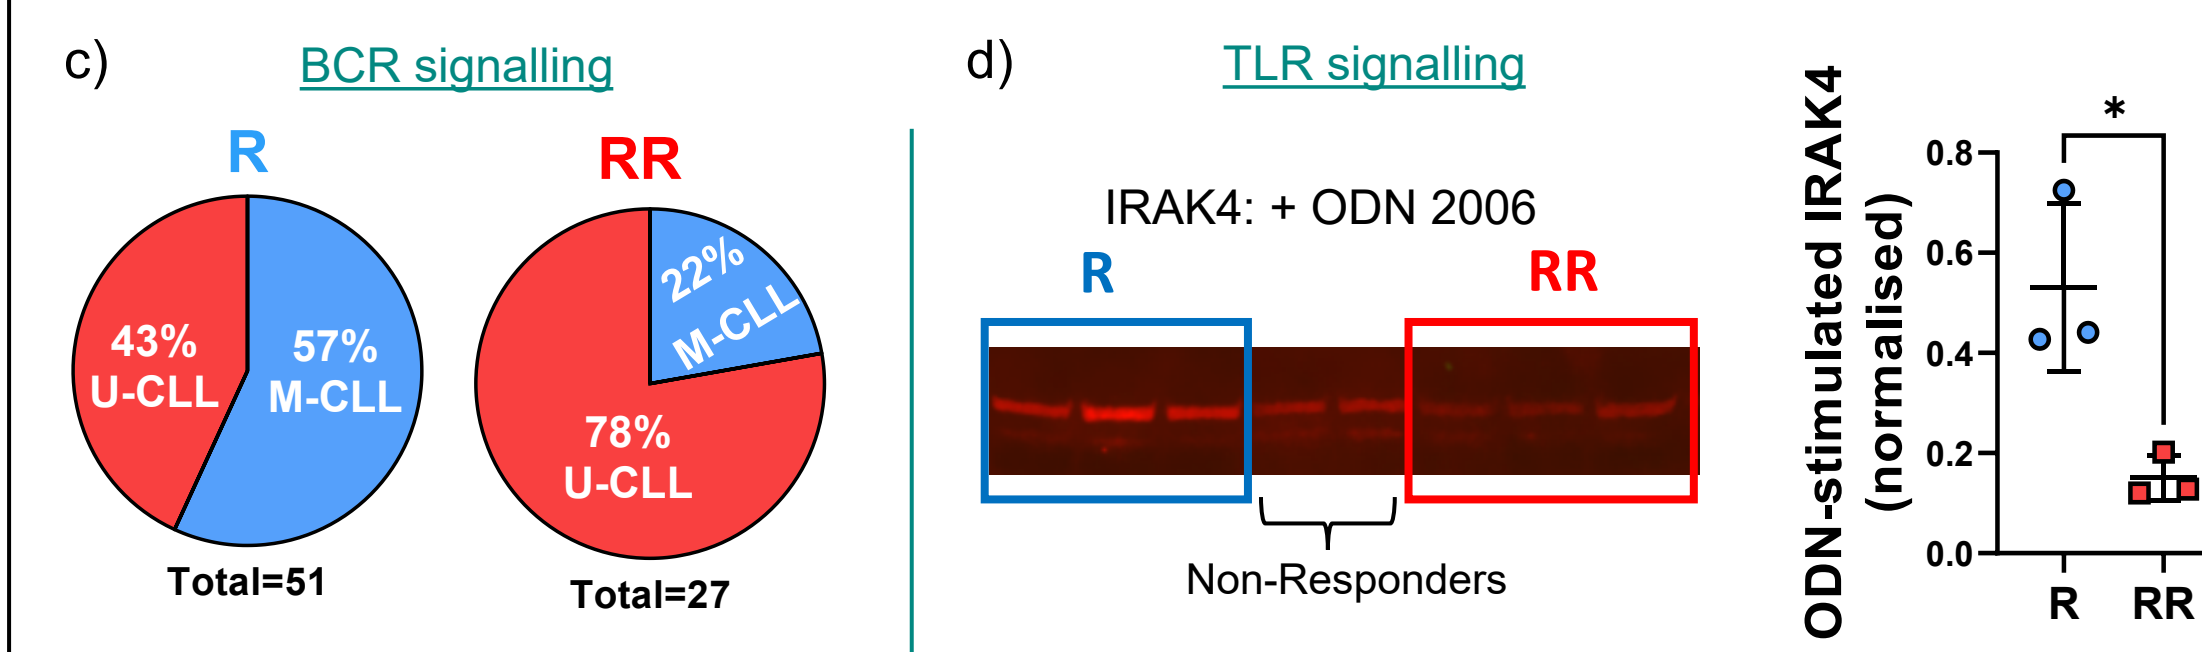 c)
BCR signalling
R
RR
43%
U-CLL
57%
M-CLL
22%
M-CLL
78%
U-CLL
Total=51
Total=27
d)
TLR signalling
IRAK4: + ODN 2006
R
RR
Non-Responders
ODN-stimulated IRAK4
(normalised)
*
0.8
0.6
0.4
0.2
0.0
R
RR